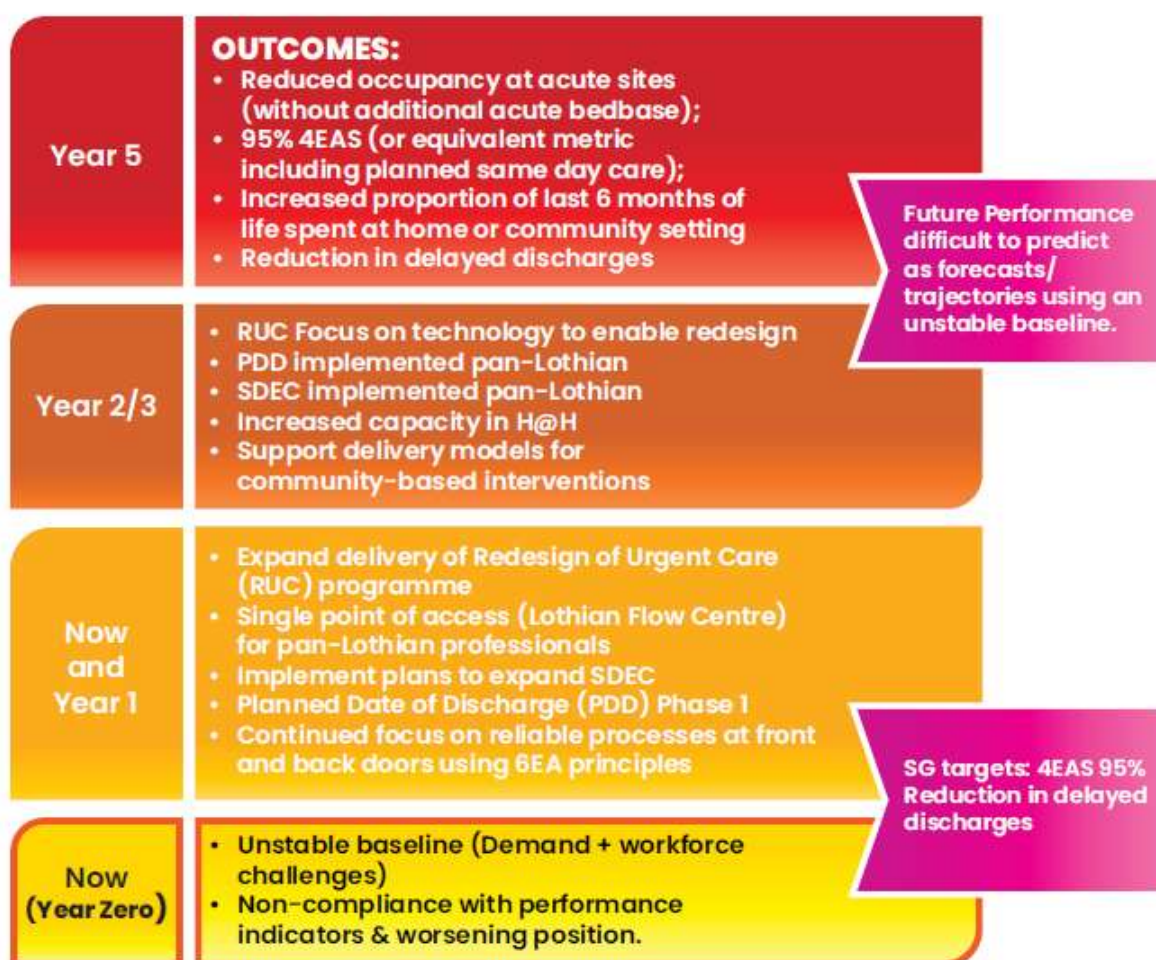 Year 5
OUTCOMES:
• Reduced occupancy at acute sites
(without additional acute bedbase);
• 95% 4EAS (or equivalent metric
including planned same day care);
• Increased proportion of last 6 months of
life spent at home or community setting
• Reduction in delayed discharges
Future Performance
difficult to predict
as forecasts/
trajectories using an
unstable baseline.
Year 2/3
• RUC Focus on technology to enable redesign
• PDD implemented pan-Lothian
• SDEC implemented pan-Lothian
• Increased capacity in H@H
• Support delivery models for
community-based interventions
Now
and
Year 1
• Expand delivery of Redesign of Urgent Care
(RUC) programme
• Single point of access (Lothian Flow Centre)
for pan-Lothian professionals
• Implement plans to expand SDEC
• Planned Date of Discharge (PDD) Phase 1
• Continued focus on reliable processes at front
and back doors using 6EA principles
SG targets: 4EAS 95%
Reduction in delayed
discharges
Now
(Year Zero)
• Unstable baseline (Demand + workforce
challenges)
• Non-compliance with performance
indicators & worsening position.